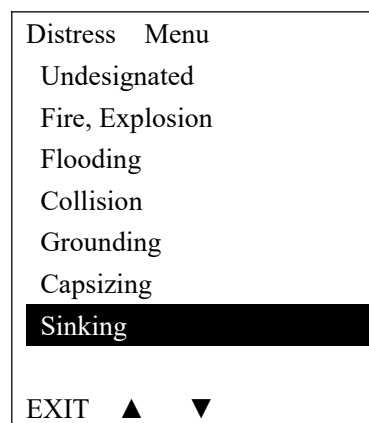 Distress Menu
Undesignated
Fire, Explosion
Flooding
Collision
Grounding
Capsizing
Sinking
EXIT ▲ ▼